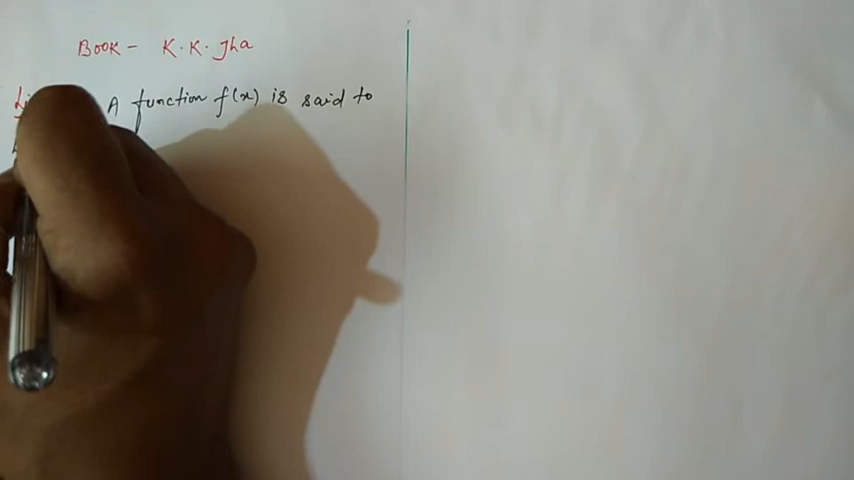 Book - K.K. Jha
A function f(x) is said to